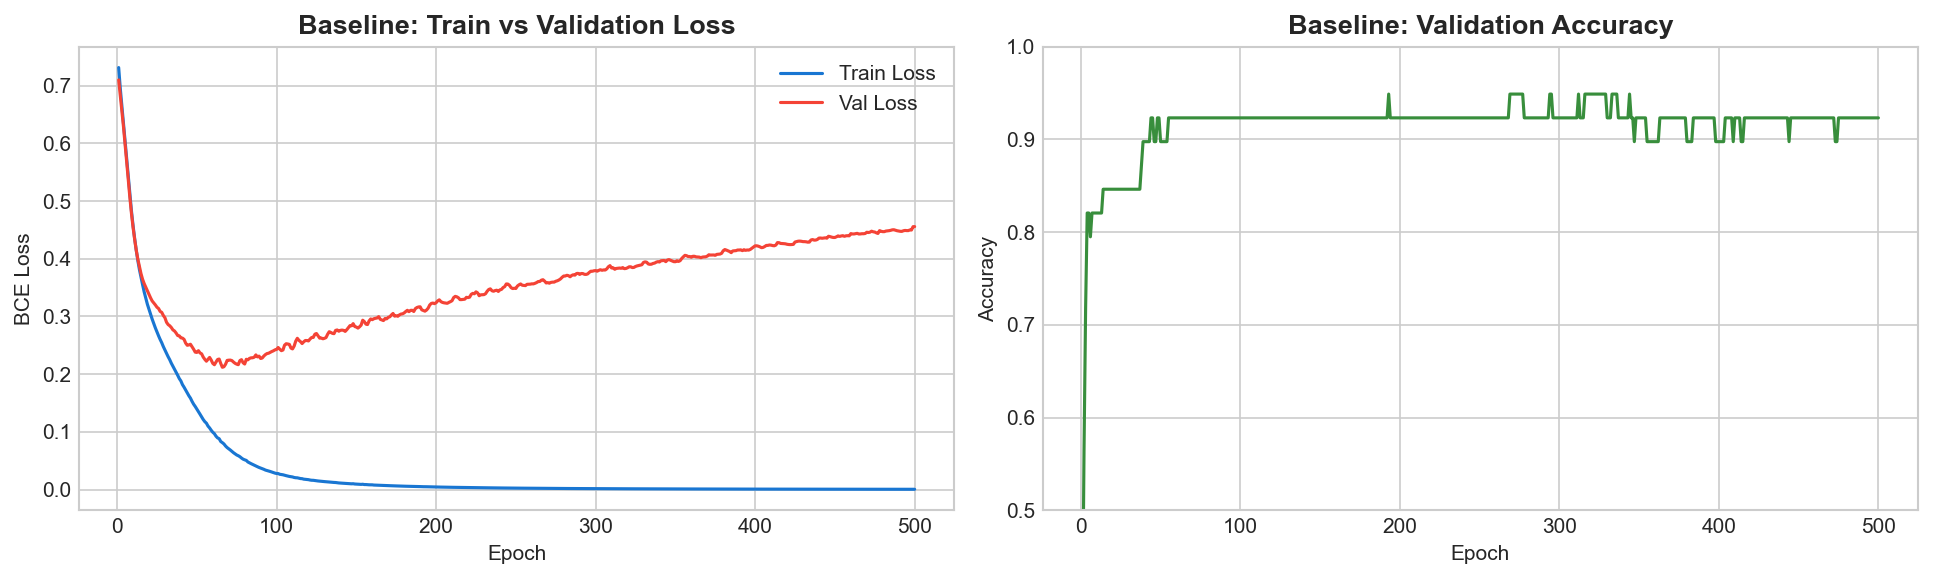 Baseline: Train vs Validation Loss
Train Loss
Val Loss
0.7
0.6
0.5
0.4
0.3
0.2
0.1
0.0
BCE Loss
0 100 200 300 400 500
Epoch
Baseline: Validation Accuracy
1.0
0.9
0.8
0.7
0.6
0.5
Accuracy
0 100 200 300 400 500
Epoch